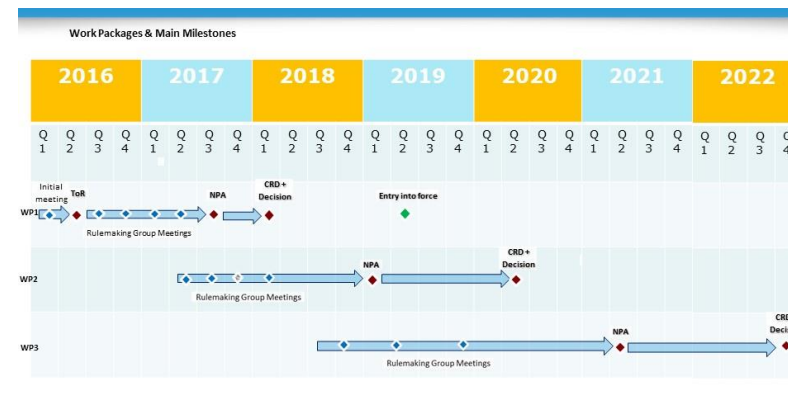 Work Packages & Main Milestones
2016 2017 2018 2019 2020 2021 2022
Q Q Q Q Q Q Q Q Q Q Q Q Q Q Q Q Q Q Q Q Q Q Q Q Q Q Q Q
1 2 3 4 1 2 3 4 1 2 3 4 1 2 3 4 1 2 3 4 1 2 3 4 1 2 3 4
Initial
meeting
ToR
NPA
CRD +
Decision
Entry into force
WP1
Rulemaking Group Meetings
CRD +
Decision
NPA
WP2
Rulemaking Group Meetings
CRD
Decis
NPA
WP3
Rulemaking Group Meetings